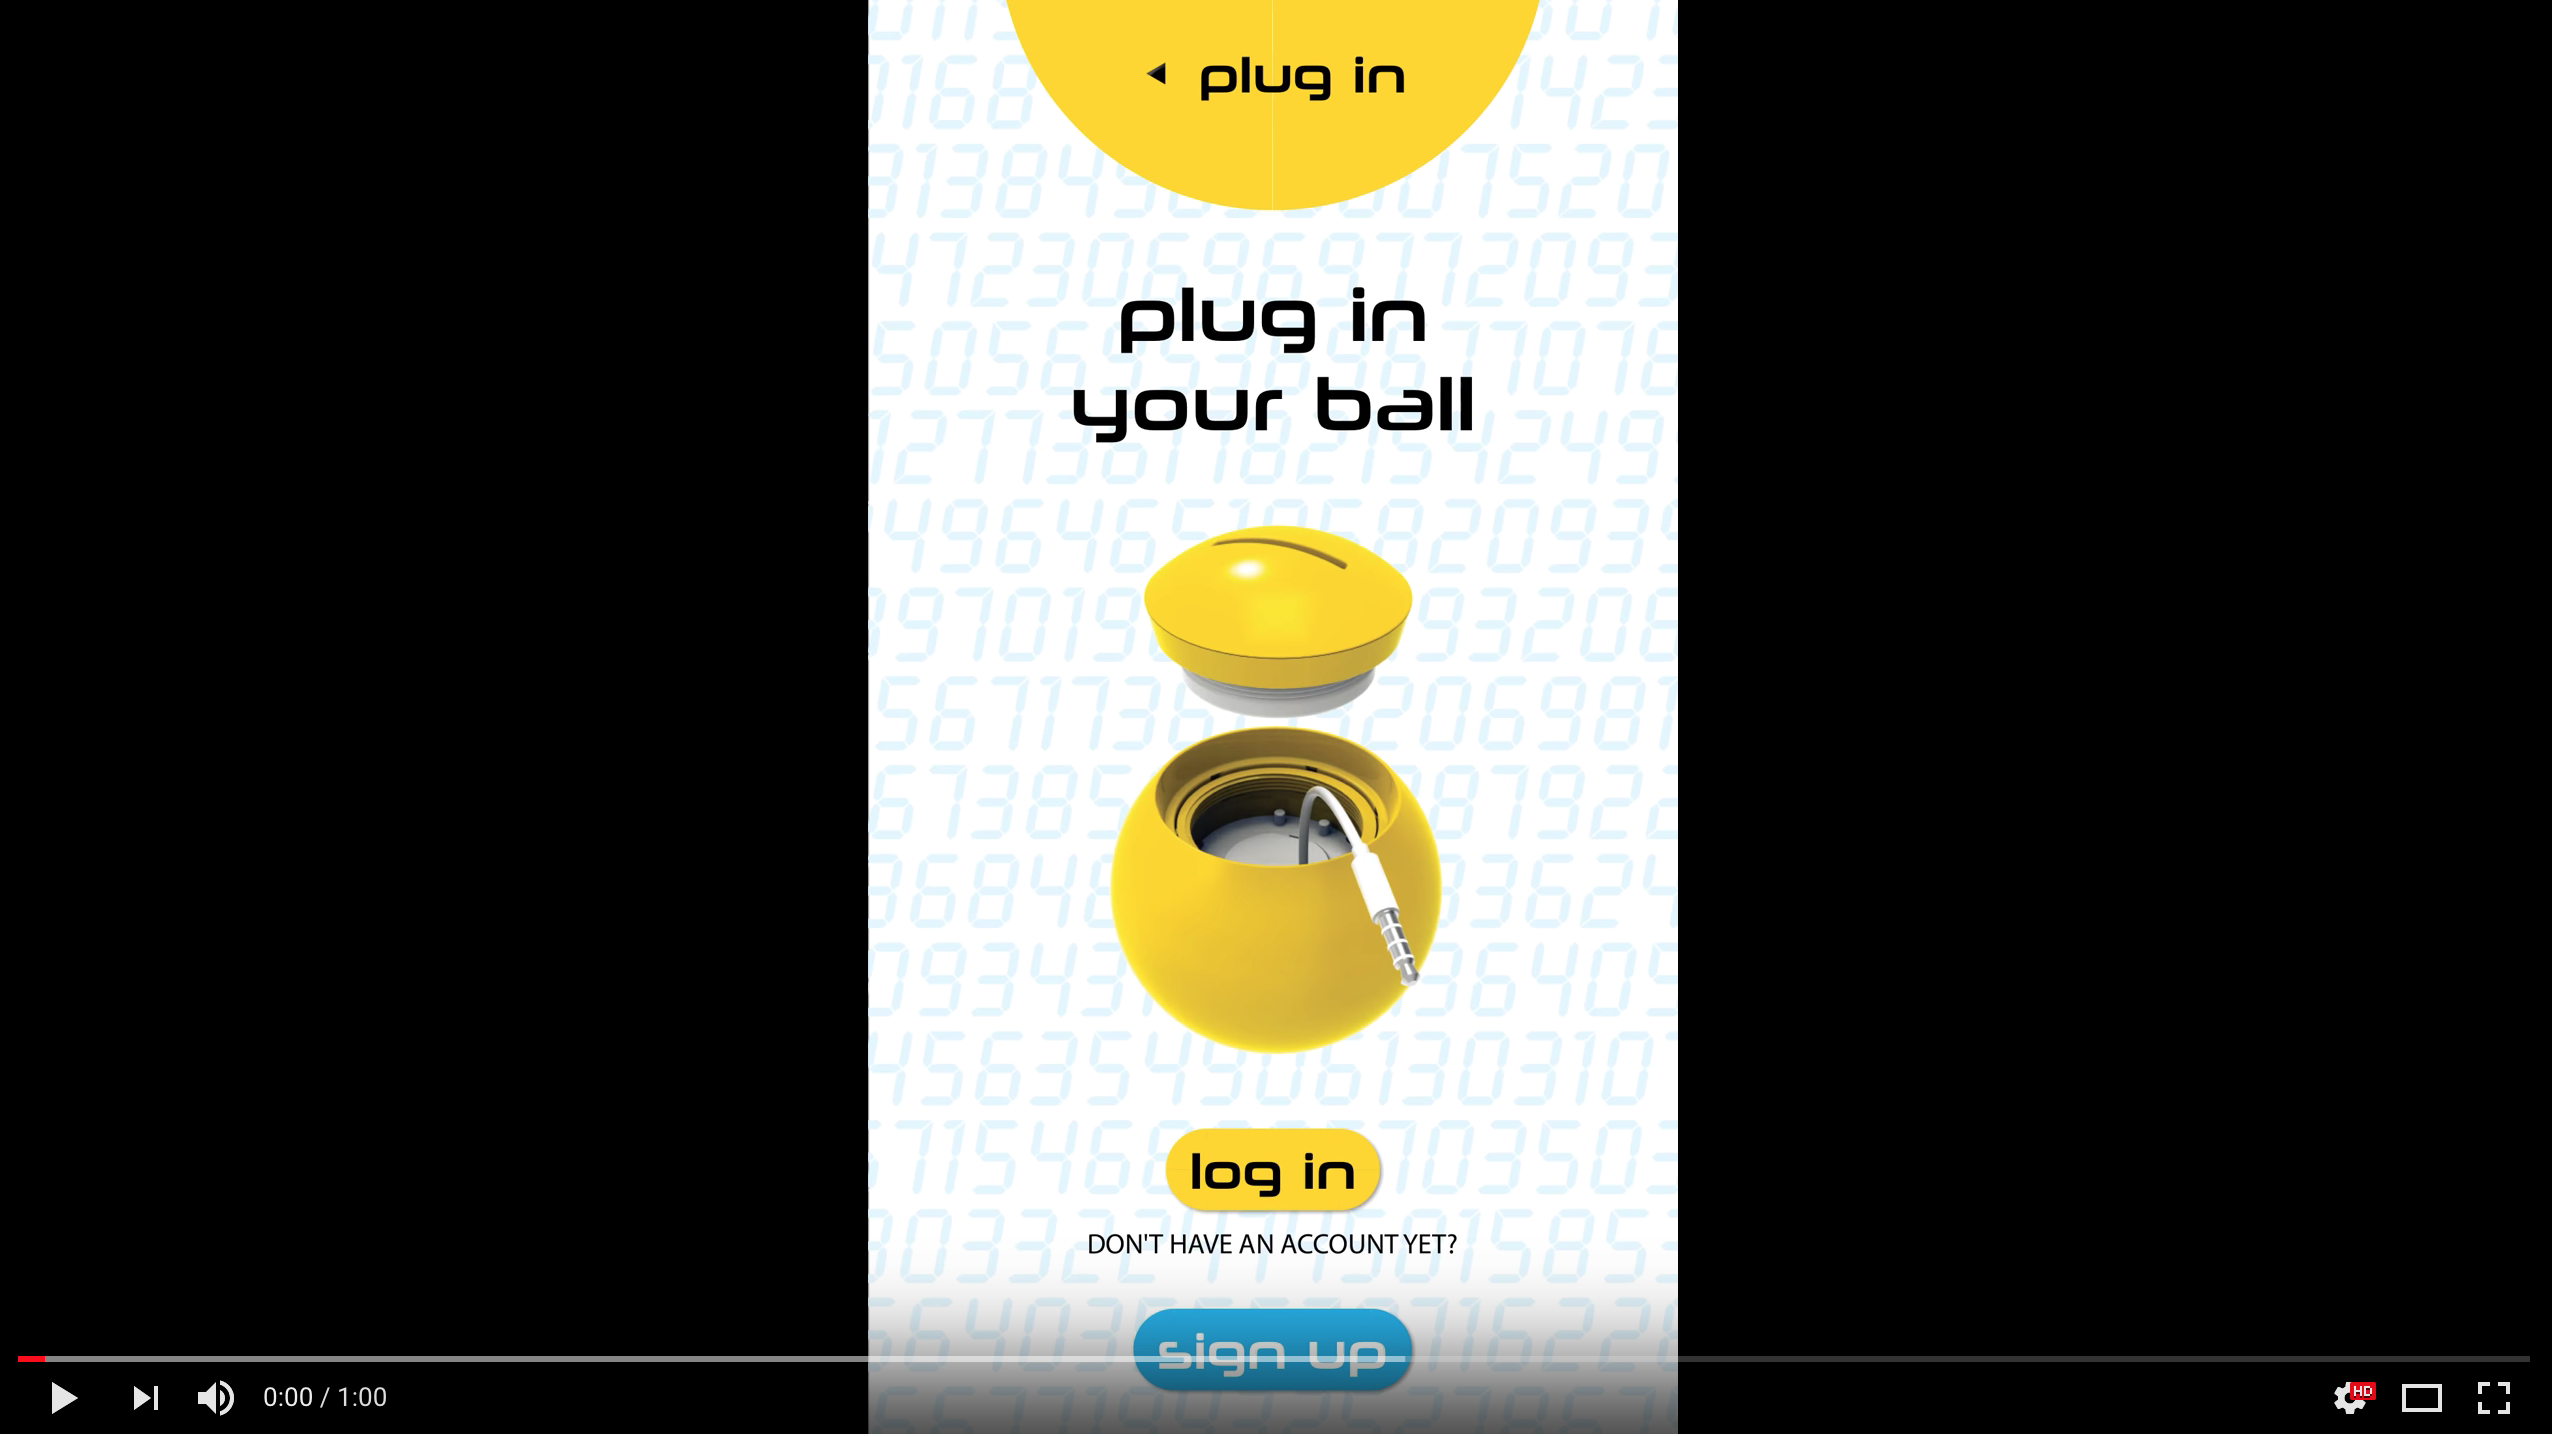 plug in
plug in
your ball
log in
DON'T HAVE AN ACCOUNT YET?
sign up
0:00 / 1:00
HD